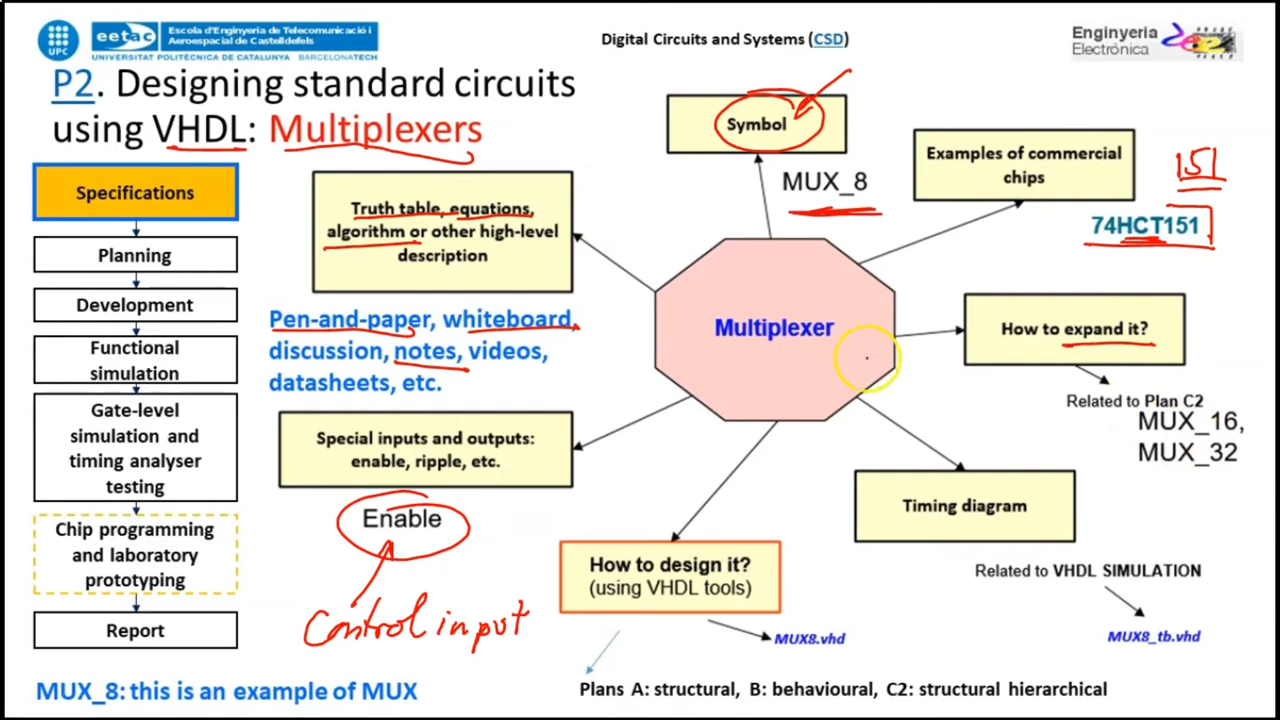 UPC
eetac
Escola d'Enginyeria de Telecomunicació i
Aeroespacial de Castelldefels
UNIVERSITAT POLITÈCNICA DE CATALUNYA BARCELONATECH
Digital Circuits and Systems (CSD)
Enginyeria
Electrònica
P2. Designing standard circuits
using VHDL: Multiplexers
Specifications
Planning
Development
Functional
simulation
Gate-level
simulation and
timing analyser
testing
Chip programming
and laboratory
prototyping
Report
Truth table, equations,
algorithm or other high-level
description
Pen-and-paper, whiteboard,
discussion, notes, videos,
datasheets, etc.
Special inputs and outputs:
enable, ripple, etc.
Enable
Control input
Symbol
MUX_8
Multiplexer
Examples of commercial
chips
151
74HCT151
How to expand it?
Related to Plan C2
MUX_16,
MUX_32
Timing diagram
Related to VHDL SIMULATION
MUX8_tb.vhd
How to design it?
(using VHDL tools)
MUX8.vhd
Plans A: structural, B: behavioural, C2: structural hierarchical
MUX_8: this is an example of MUX